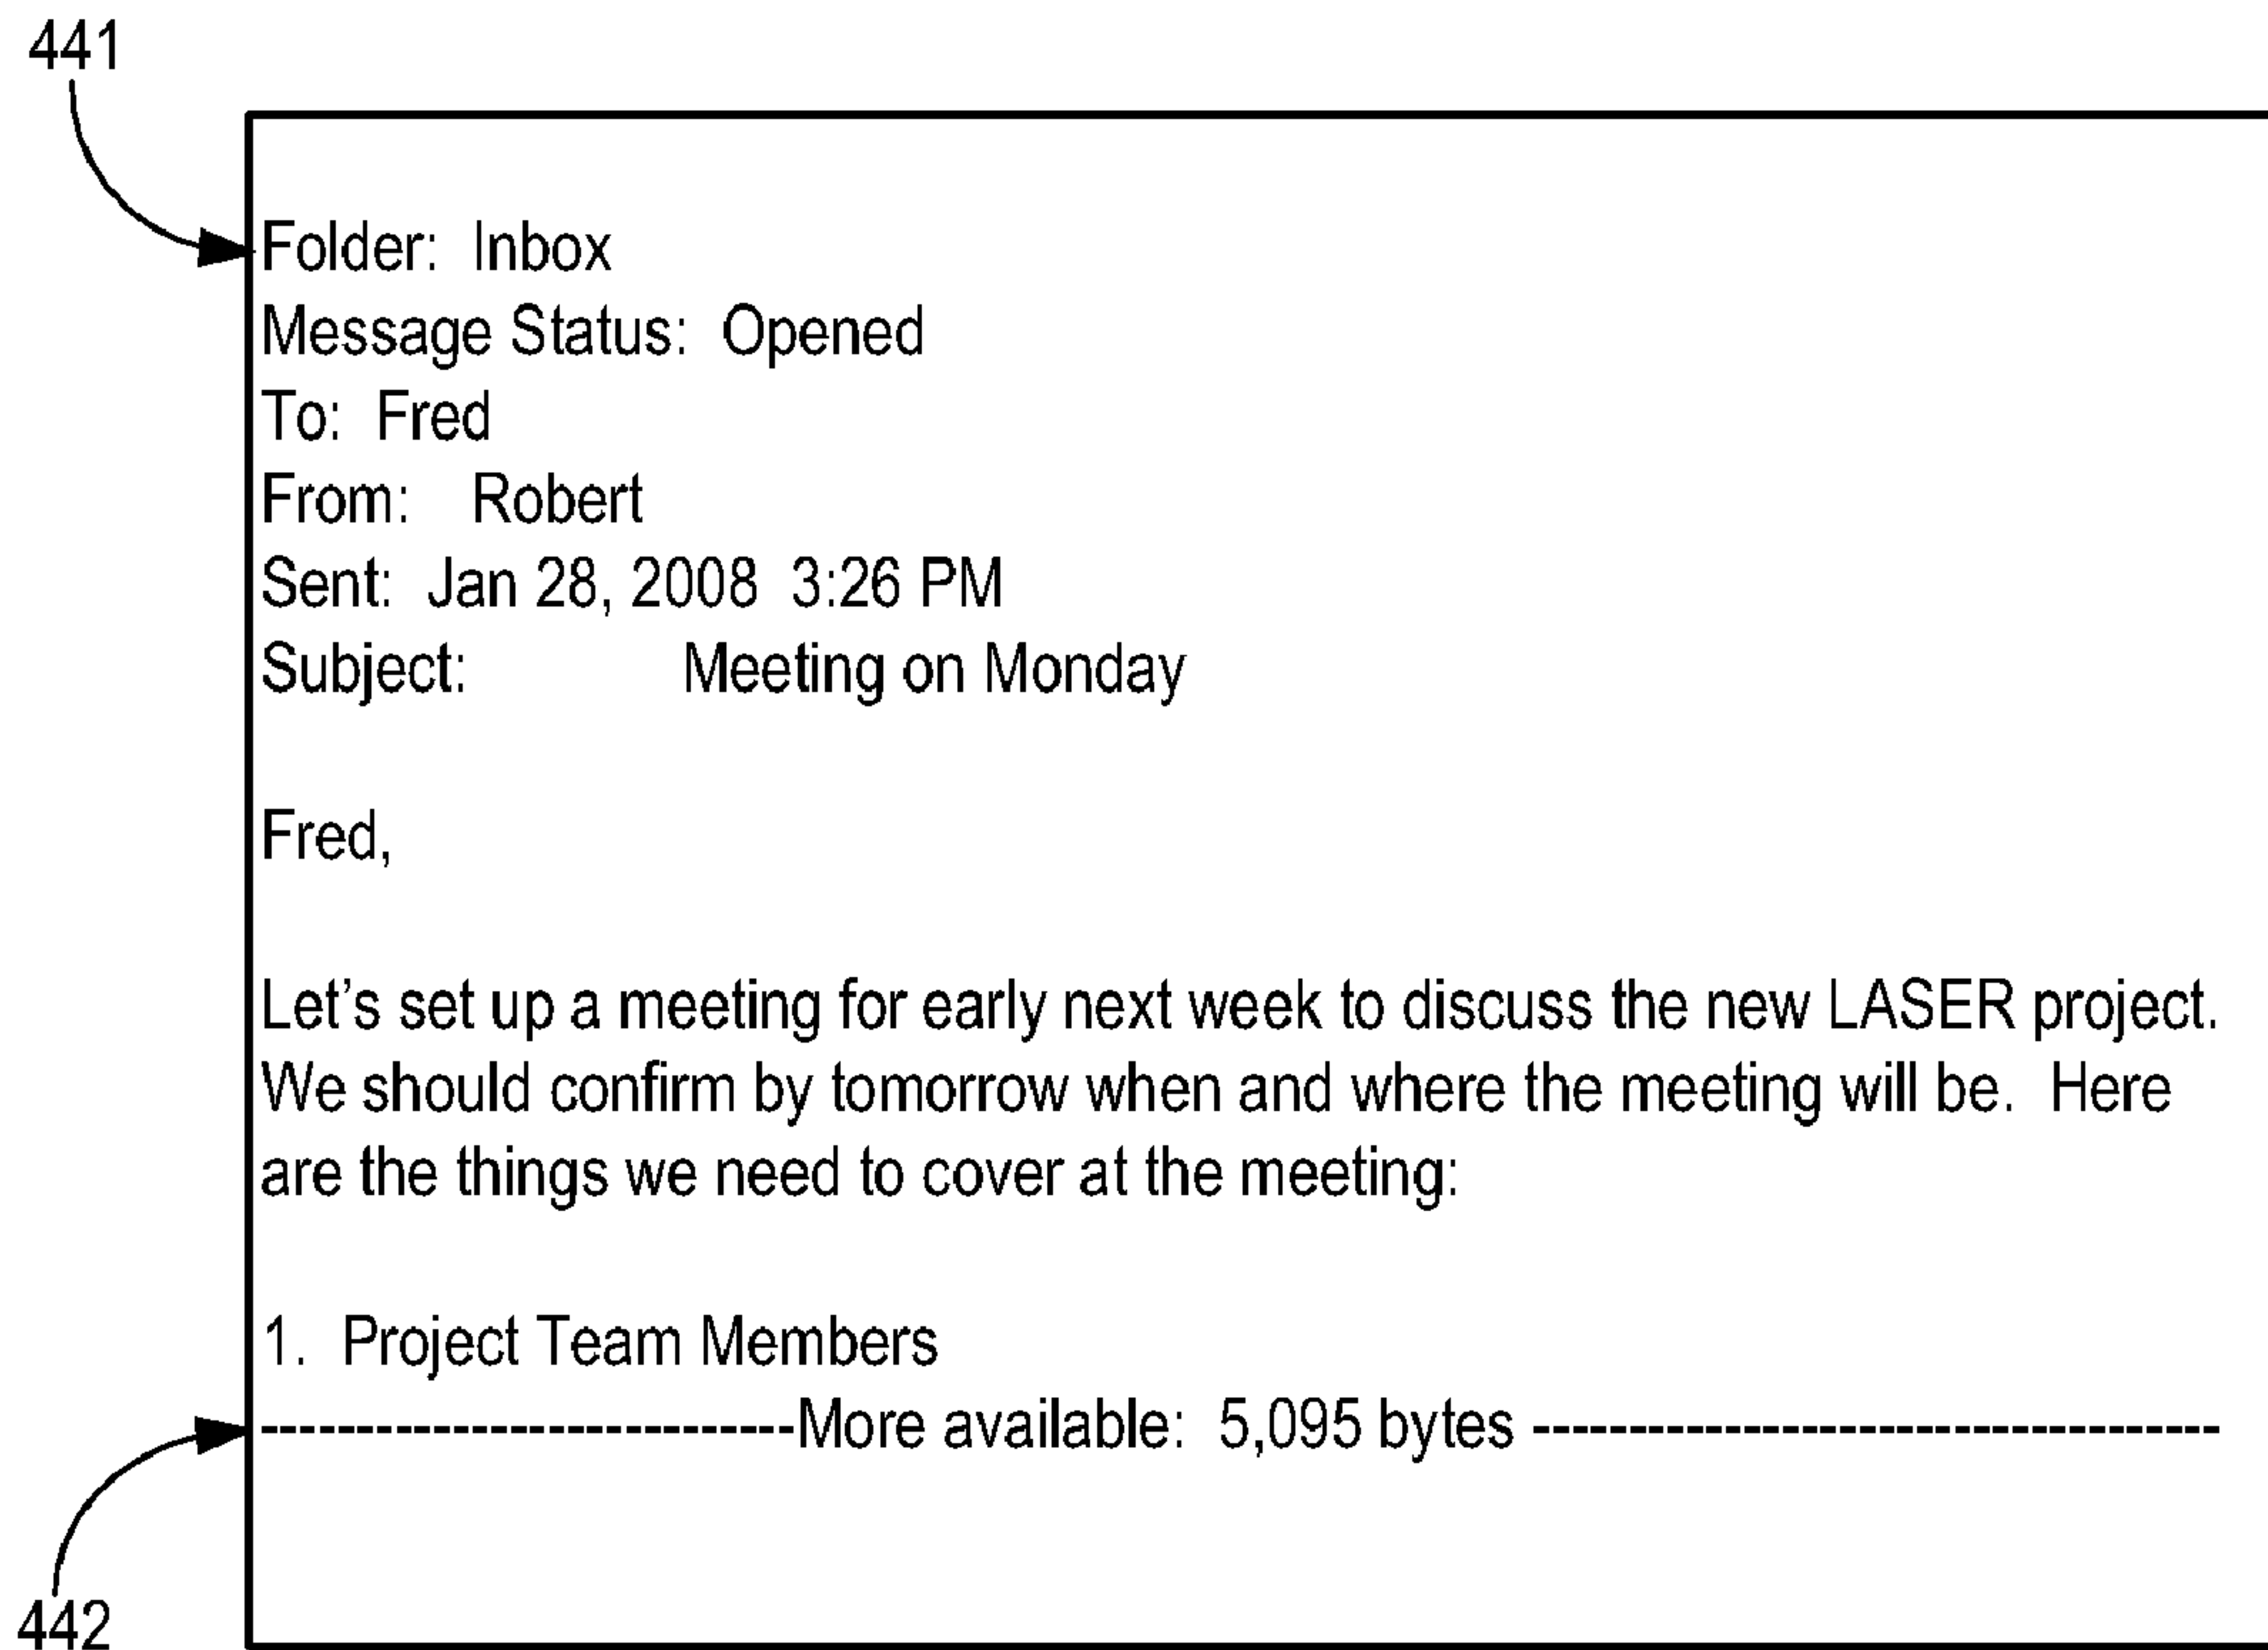 441
Folder: Inbox
Message Status: Opened
To: Fred
From: Robert
Sent: Jan 28, 2008 3:26 PM
Subject: Meeting on Monday
Fred,
Let's set up a meeting for early next week to discuss the new LASER project.
We should confirm by tomorrow when and where the meeting will be. Here
are the things we need to cover at the meeting:
1. Project Team Members
----------------------------More available: 5,095 bytes ------------------------------------
442